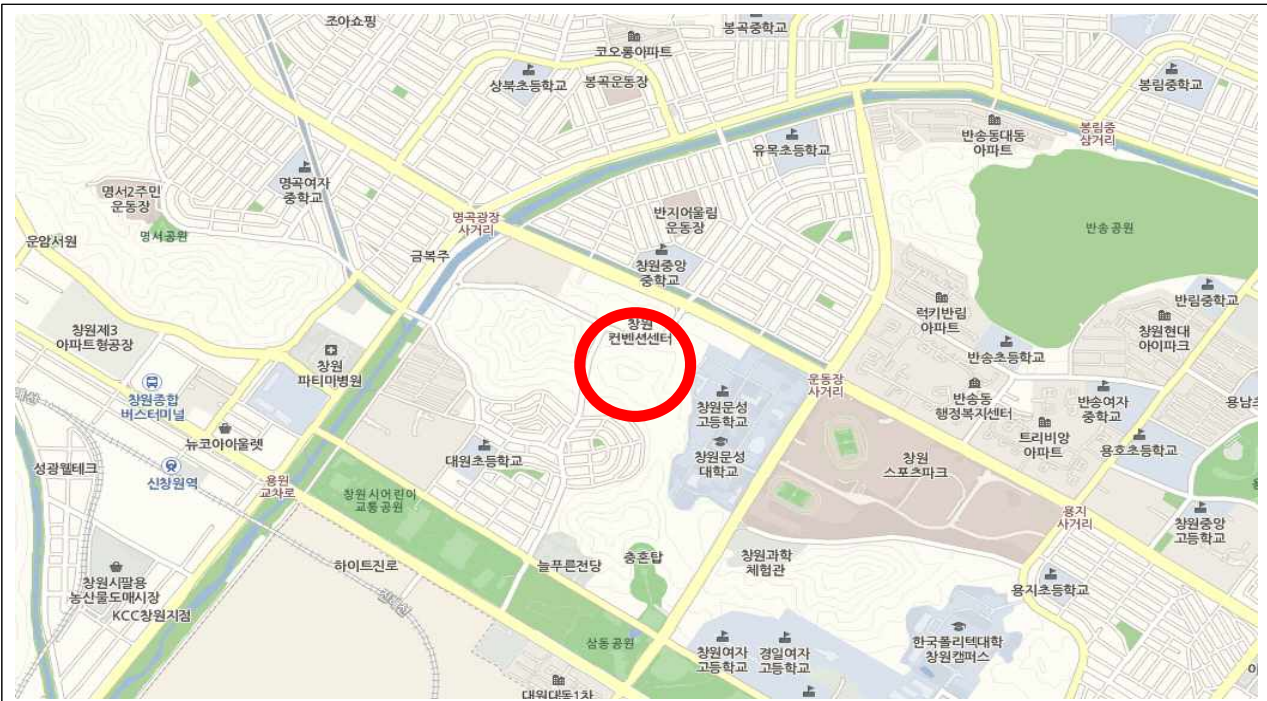 조아쇼핑
봉곡중학교
코오롱아파트
상북초등학교
봉곡운동장
봉림중학교
반송동대동
아파트
봉림중
삼거리
유목초등학교
명곡여자
중학교
명서2주민
운동장
명곡광장
사거리
반지어울림
운동장
반송공원
운암서원
명서공원
금복주
창원중앙
중학교
반림중학교
럭키반림
아파트
창원현대
아이파크
창원제3
아파트형공장
창원
컨벤션센터
반송초등학교
창원
파티마병원
운동장
사거리
창원종합
버스터미널
창원문성
고등학교
반송동
행정복지센터
반송여자
중학교
용남초
뉴코아아울렛
트리비앙
아파트
용호초등학교
성광웰테크
신창원역
대원초등학교
창원문성
대학교
창원
스포츠파크
용원
교차로
창원시어린이
교통공원
용지
사거리
창원중앙
고등학교
하이트진로
늘푸른전당
충혼탑
창원과학
체험관
창원시팔용
농산물도매시장
용지초등학교
KCC창원지점
진해선
삼동공원
창원여자
고등학교
경일여자
고등학교
한국폴리텍대학
창원캠퍼스
대원대동1차